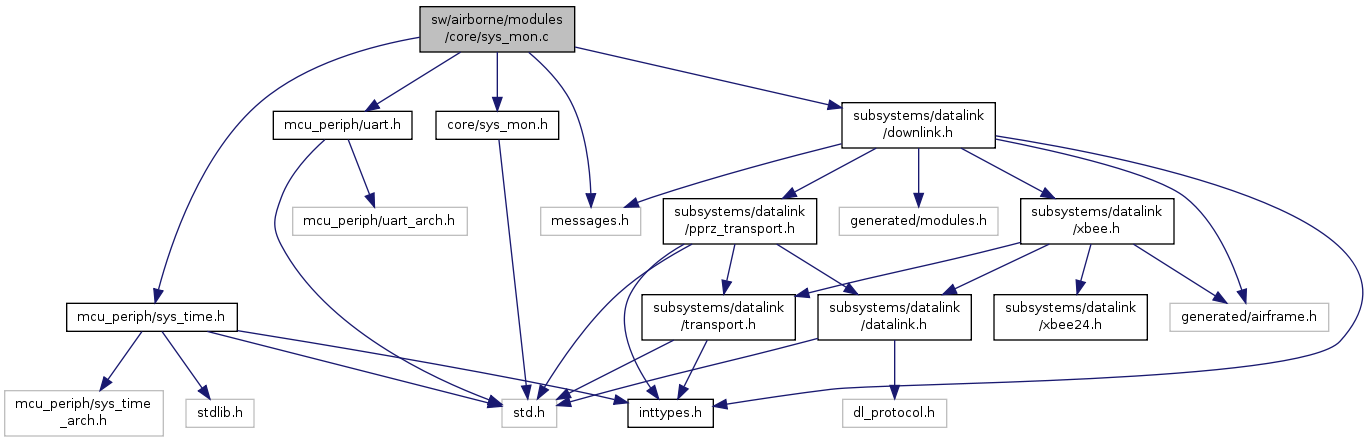 sw/airborne/modules
/core/sys_mon.c
mcu_periph/uart.h
core/sys_mon.h
subsystems/datalink
/downlink.h
mcu_periph/uart_arch.h
messages.h
subsystems/datalink
/pprz_transport.h
generated/modules.h
subsystems/datalink
/xbee.h
mcu_periph/sys_time.h
subsystems/datalink
/transport.h
subsystems/datalink
/datalink.h
subsystems/datalink
/xbee24.h
generated/airframe.h
mcu_periph/sys_time
_arch.h
stdlib.h
std.h
inttypes.h
dl_protocol.h